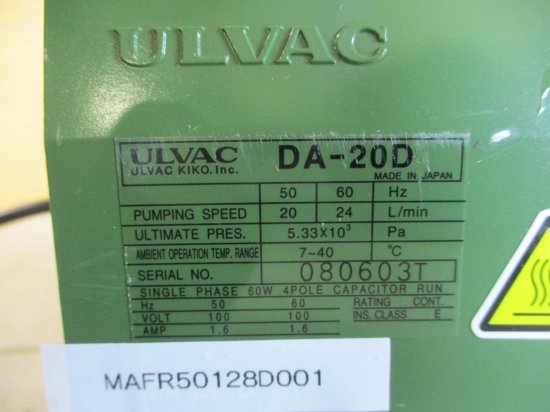 ULVAC
ULVAC DA-20D
ULVAC KIKO, Inc. MADE IN JAPAN
50 60 Hz
PUMPING SPEED 20 24 L/min
ULTIMATE PRES. 5.33X10³ Pa
AMBIENT OPERATION TEMP. RANGE 7~40 °C
SERIAL NO. 080603T
SINGLE PHASE 60W 4POLE CAPACITOR RUN
Hz 50 60 RATING CONT.
VOLT 100 100 INS. CLASS E
AMP 1.6 1.6
MAFR50128D001